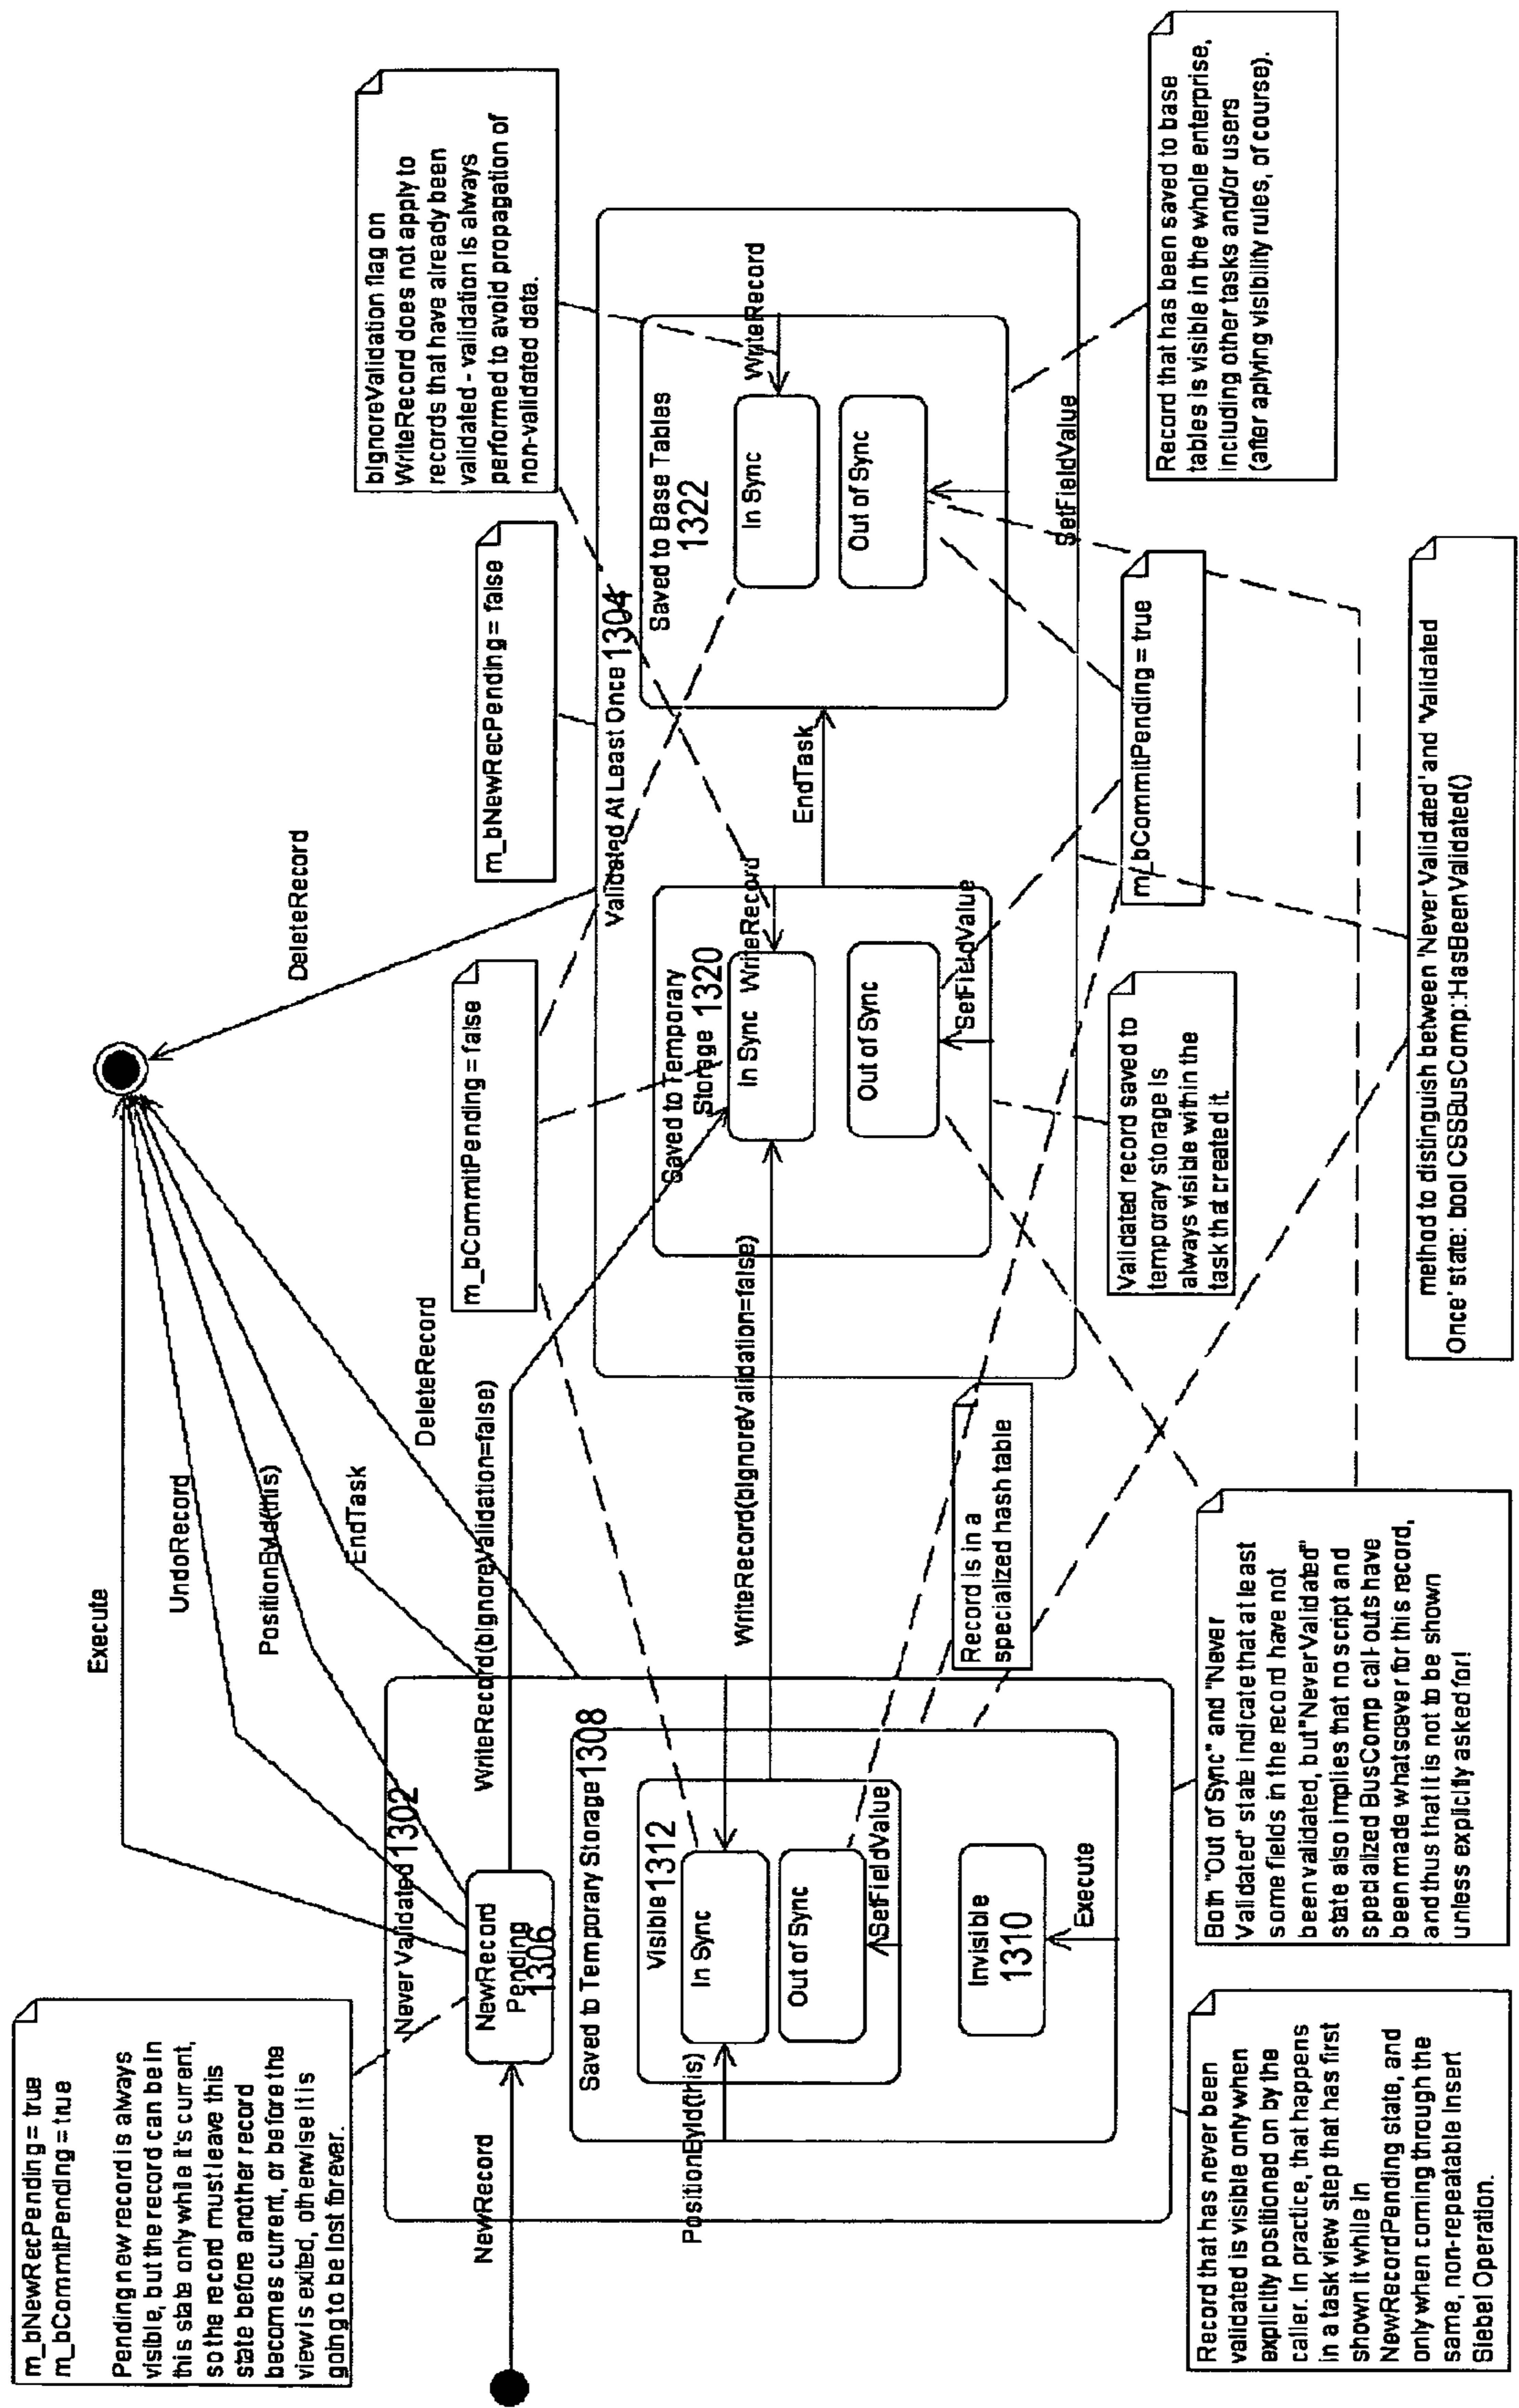 m_bNewRecPending = true
m_bCommitPending = true
Pending new record is always
visible, but the record can be in
this state only while it's current,
so the record must leave this
state before another record
becomes current, or before the
view is exited, otherwise it is
going to be lost forever.
NewRecord
Execute
UndoRecord
PositionById(this)
EndTask
DeleteRecord
DeleteRecord
Never Validated 1302
NewRecord
Pending
1306
WriteRecord(bIgnoreValidation=false)
Saved to Temporary Storage 1308
Visible 1312
In Sync
Out of Sync
SetFieldValue
PositionById(this)
Invisible
1310
Execute
WriteRecord(bIgnoreValidation=false)
Record is in a
specialized hash table
m_bCommitPending = false
m_bNewRecPending = false
Validated At Least Once 1304
Saved to Temporary
Storage 1320
In Sync
WriteRecord
Out of Sync
SetFieldValue
EndTask
Saved to Base Tables
1322
In Sync
WriteRecord
Out of Sync
SetFieldValue
bIgnoreValidation flag on
WriteRecord does not apply to
records that have already been
validated - validation is always
performed to avoid propagation of
non-validated data.
Record that has been saved to base
tables is visible in the whole enterprise,
including other tasks and/or users
(after aplying visibility rules, of course).
m_bCommitPending = true
Validated record saved to
temporary storage is
always visible within the
task that created it.
method to distinguish between 'Never Validated' and 'Validated
Once' state: bool CSSBusComp::HasBeenValidated()
Both "Out of Sync" and "Never
Validated" state indicate that at least
some fields in the record have not
been validated, but "Never Validated"
state also implies that no script and
specialized BusComp call-outs have
been made whatsoever for this record,
and thus that it is not to be shown
unless explicitly asked for!
Record that has never been
validated is visible only when
explicitly positioned on by the
caller. In practice, that happens
in a task view step that has first
shown it while in
NewRecordPending state, and
only when coming through the
same, non-repeatable Insert
Siebel Operation.